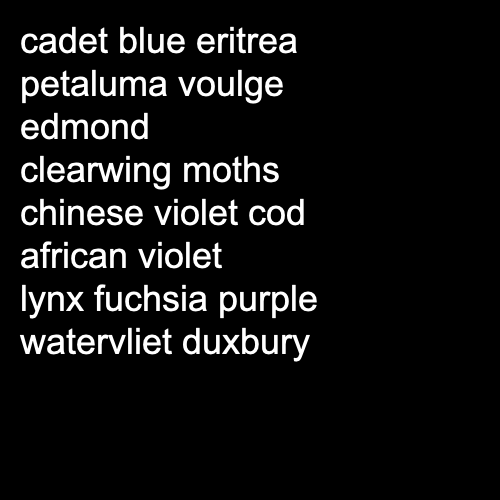 cadet blue eritrea
petaluma voulge
edmond
clearwing moths
chinese violet cod
african violet
lynx fuchsia purple
watervliet duxbury